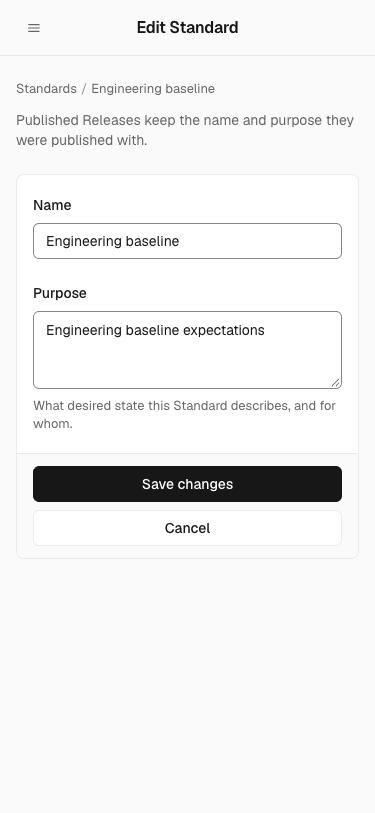 Edit Standard
Standards / Engineering baseline
Published Releases keep the name and purpose they
were published with.
Name
Engineering baseline
Purpose
Engineering baseline expectations
What desired state this Standard describes, and for
whom.
Save changes
Cancel